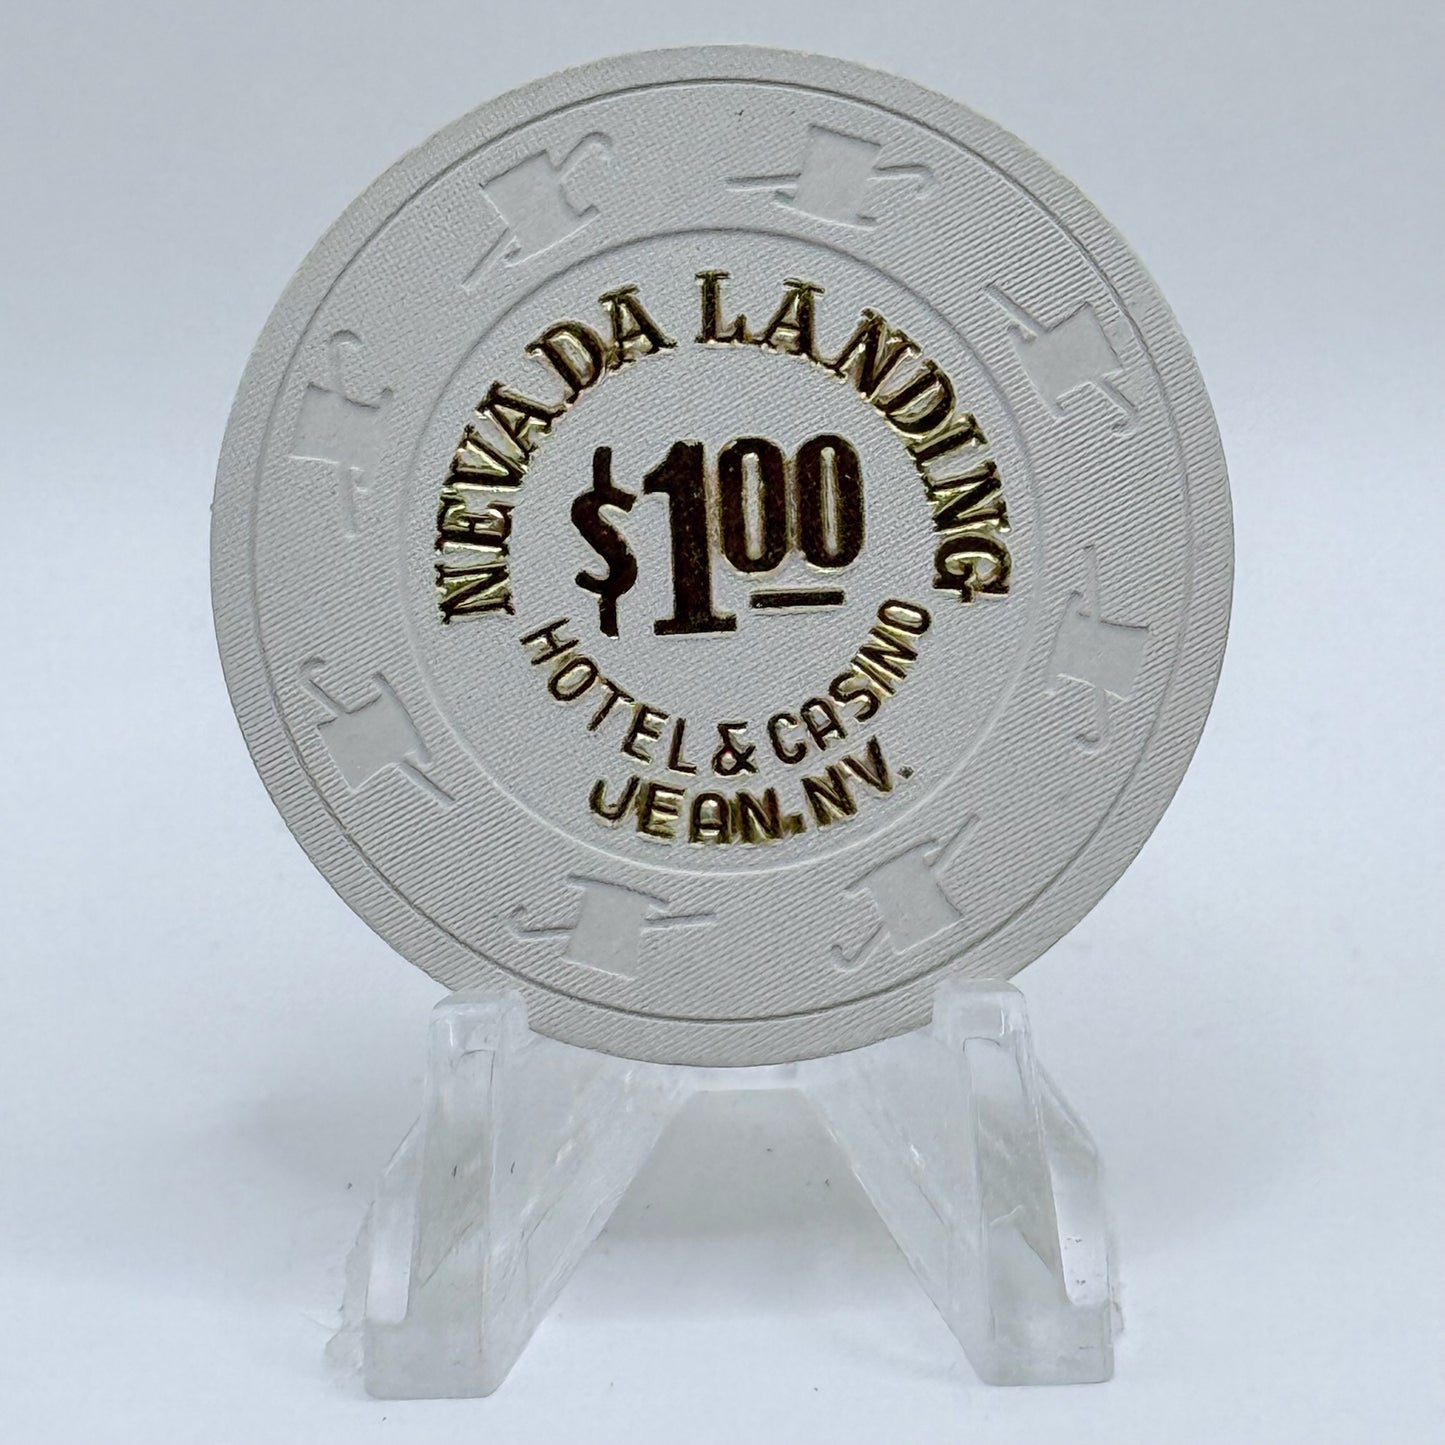 NEVADA LANDING
$1.00
HOTEL & CASINO
JEAN, NV.